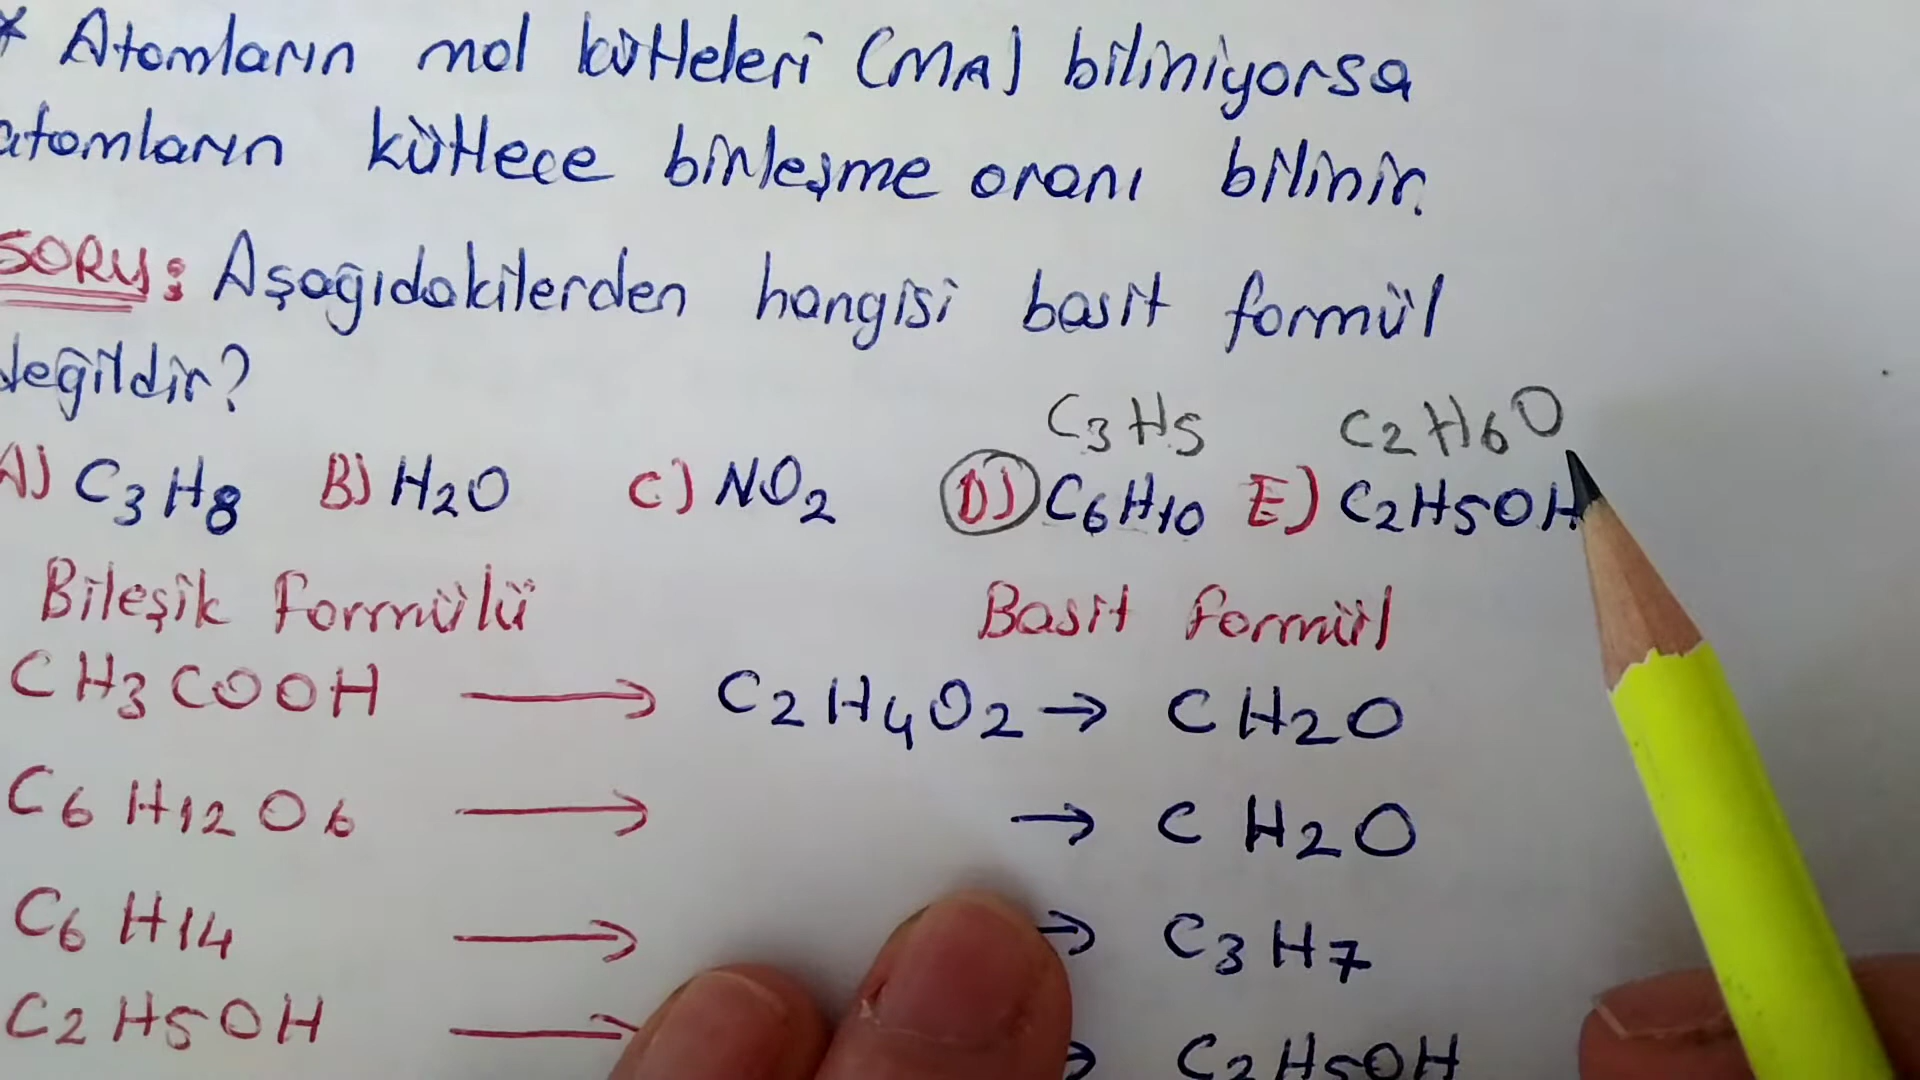 * Atomların mol kütleleri (MA) biliniyorsa
atomların kütlece birleşme oranı bilinir.
SORU: Aşağıdakilerden hangisi basit formül
değildir?
C3H5 C2H6O
A) C3H8 B) H2O C) NO2 D) C6H10 E) C2H5OH
Bileşik Formülü Basit Formül
CH3COOH → C2H4O2 → CH2O
C6H12O6 → → CH2O
C6H14 → → C3H7
C2H5OH → → C2H5OH